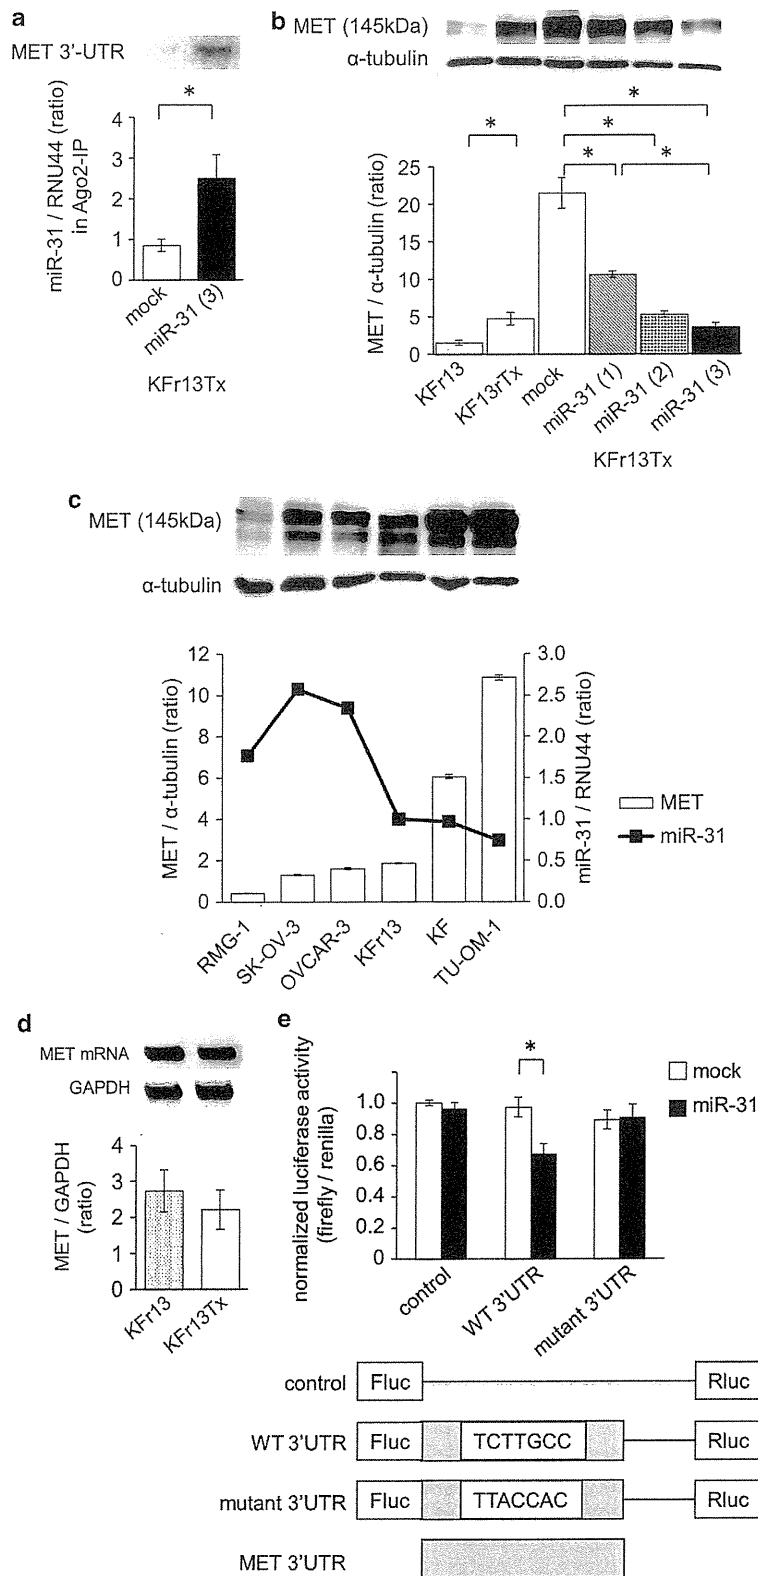 a
MET 3'-UTR
*
miR-31 / RNU44 (ratio)
in Ago2-IP
4
3
2
1
0
mock
miR-31 (3)
KFr13Tx
b
MET (145kDa)
α-tubulin
*
*
*
*
*
MET / α-tubulin (ratio)
25
20
15
10
5
0
KFr13
KF13rTx
mock
miR-31 (1)
miR-31 (2)
miR-31 (3)
KFr13Tx
c
MET (145kDa)
α-tubulin
MET / α-tubulin (ratio)
12
10
8
6
4
2
0
3.0
2.5
2.0
1.5
1.0
0.5
0.0
miR-31 / RNU44 (ratio)
MET
miR-31
RMG-1
SK-OV-3
OVCAR-3
KFr13
KF
TU-OM-1
d
MET mRNA
GAPDH
MET / GAPDH
(ratio)
4
3
2
1
0
KFr13
KFr13Tx
e
normalized luciferase activity
(firefly / renilla)
1.0
0.8
0.6
0.4
0.2
0
*
mock
miR-31
control
WT 3'UTR
mutant 3'UTR
control Fluc Rluc
WT 3'UTR Fluc TCTTGCC Rluc
mutant 3'UTR Fluc TTACCAC Rluc
MET 3'UTR